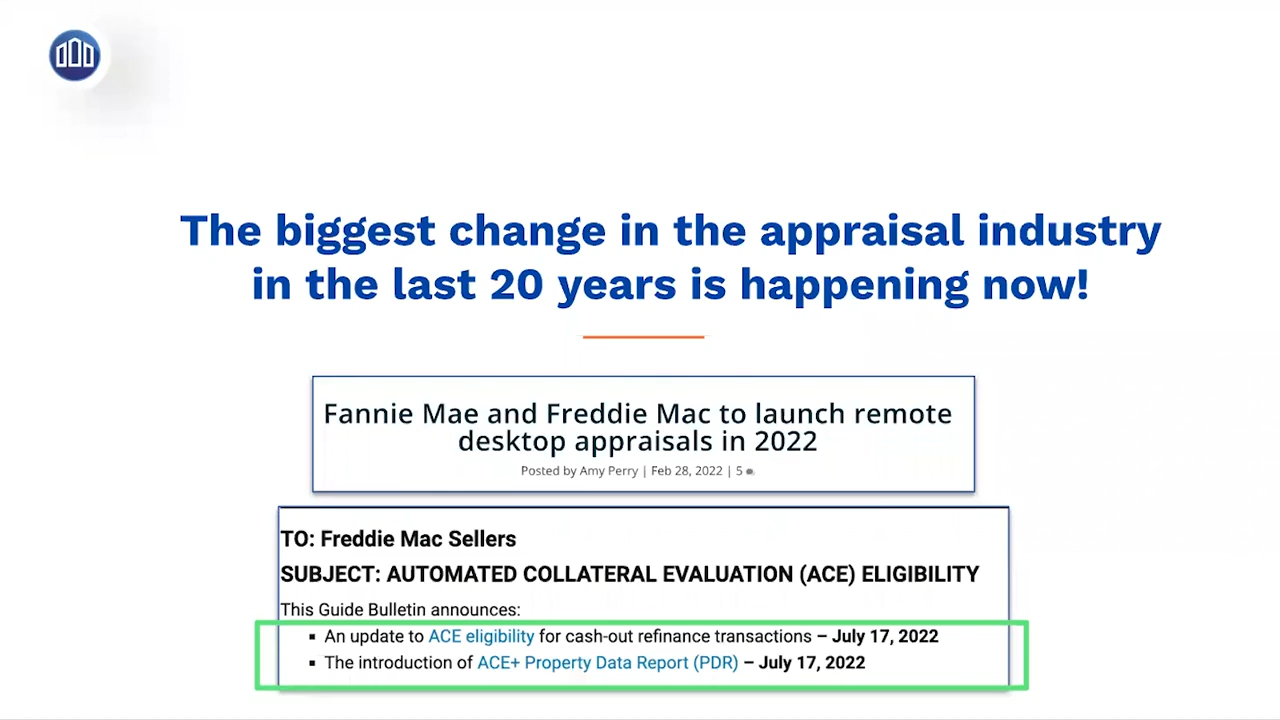 The biggest change in the appraisal industry
in the last 20 years is happening now!
Fannie Mae and Freddie Mac to launch remote
desktop appraisals in 2022
Posted by Amy Perry | Feb 28, 2022 | 5
TO: Freddie Mac Sellers
SUBJECT: AUTOMATED COLLATERAL EVALUATION (ACE) ELIGIBILITY
This Guide Bulletin announces:
▪ An update to ACE eligibility for cash-out refinance transactions – July 17, 2022
▪ The introduction of ACE+ Property Data Report (PDR) – July 17, 2022